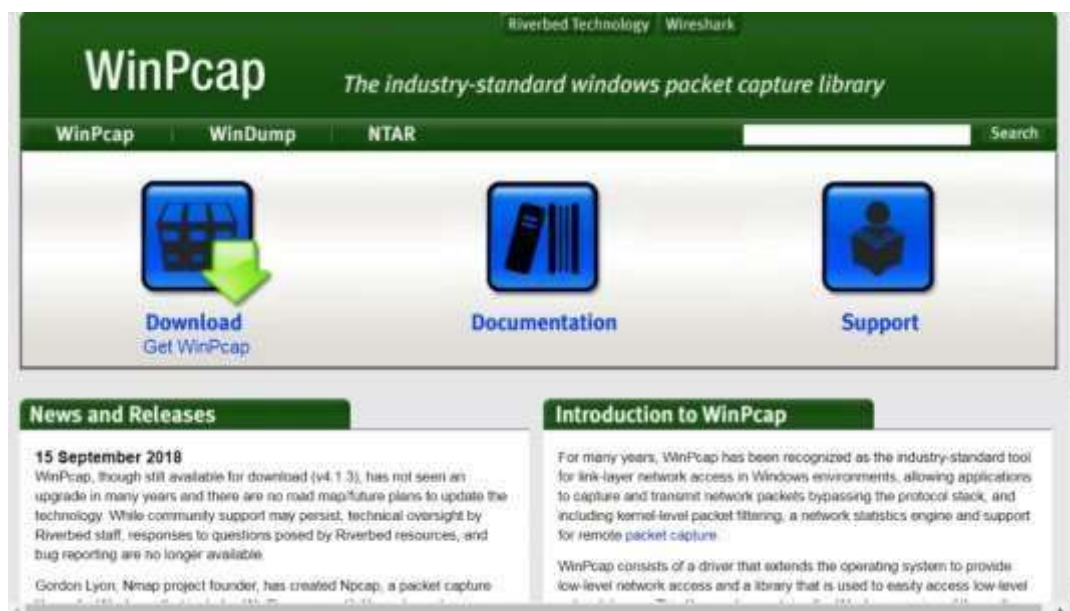 Riverbed Technology Wireshark
WinPcap
The industry-standard windows packet capture library
WinPcap WinDump NTAR Search
Download
Get WinPcap
Documentation
Support
News and Releases
15 September 2018
WinPcap, though still available for download (v4.1.3), has not seen an
upgrade in many years and there are no road map/future plans to update the
technology. While community support may persist, technical oversight by
Riverbed staff, responses to questions posed by Riverbed resources, and
bug reporting are no longer available.
Gordon Lyon, Nmap project founder, has created Npcap, a packet capture
Introduction to WinPcap
For many years, WinPcap has been recognized as the industry-standard tool
for link-layer network access in Windows environments, allowing applications
to capture and transmit network packets bypassing the protocol stack, and
including kernel-level packet filtering, a network statistics engine and support
for remote packet capture.
WinPcap consists of a driver that extends the operating system to provide
low-level network access and a library that is used to easily access low-level